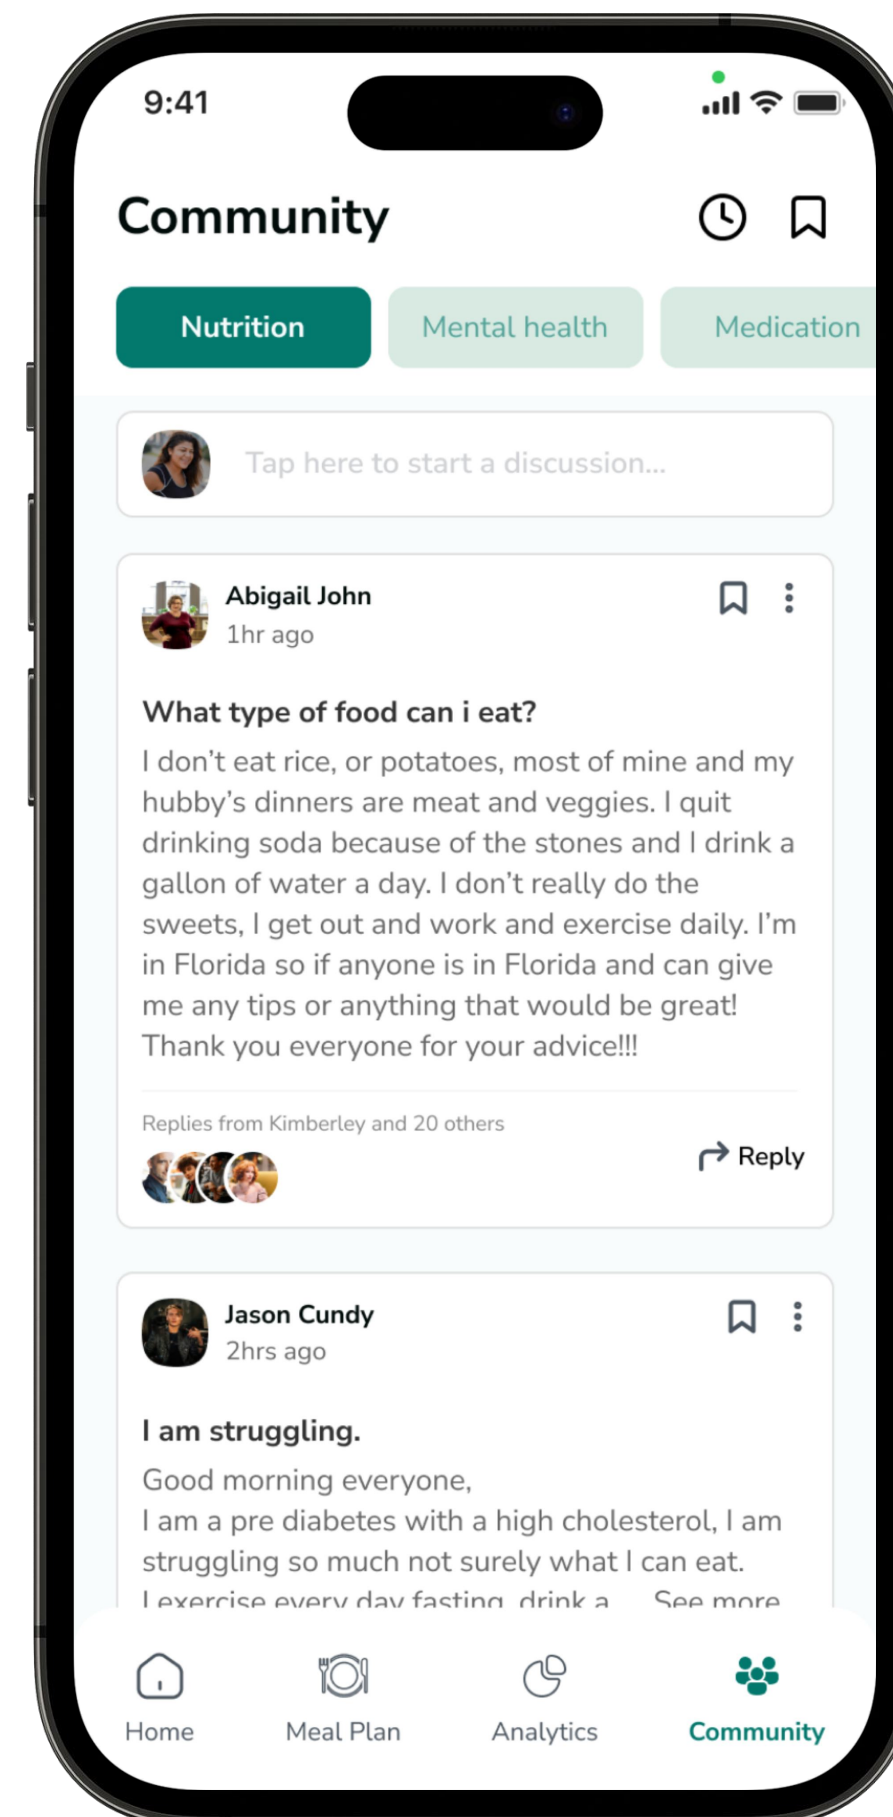 9:41
Community
Nutrition
Mental health
Medication
Tap here to start a discussion...
Abigail John
1hr ago
What type of food can i eat?
I don't eat rice, or potatoes, most of mine and my
hubby's dinners are meat and veggies. I quit
drinking soda because of the stones and I drink a
gallon of water a day. I don't really do the
sweets, I get out and work and exercise daily. I'm
in Florida so if anyone is in Florida and can give
me any tips or anything that would be great!
Thank you everyone for your advice!!!
Replies from Kimberley and 20 others
Reply
Jason Cundy
2hrs ago
I am struggling.
Good morning everyone,
I am a pre diabetes with a high cholesterol, I am
struggling so much not surely what I can eat.
I exercise every day fasting, drink a ... See more
Home
Meal Plan
Analytics
Community